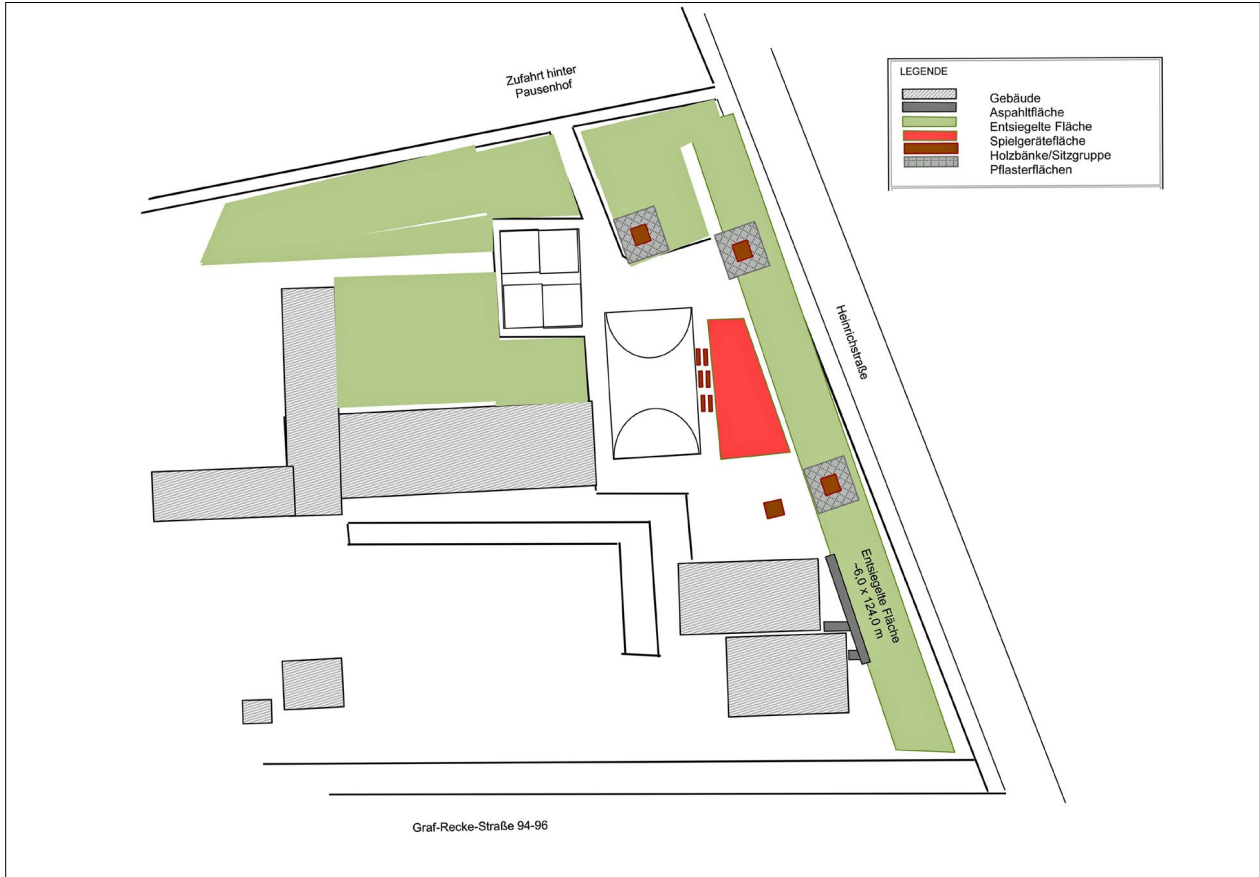 Zufahrt hinter
Pausenhof
LEGENDE
Gebäude
Aspahltfläche
Entsiegelte Fläche
Spielgerätefläche
Holzbänke/Sitzgruppe
Pflasterflächen
Heinrichstraße
Entsiegelte Fläche
~6,0 x 124,0 m
Graf-Recke-Straße 94-96